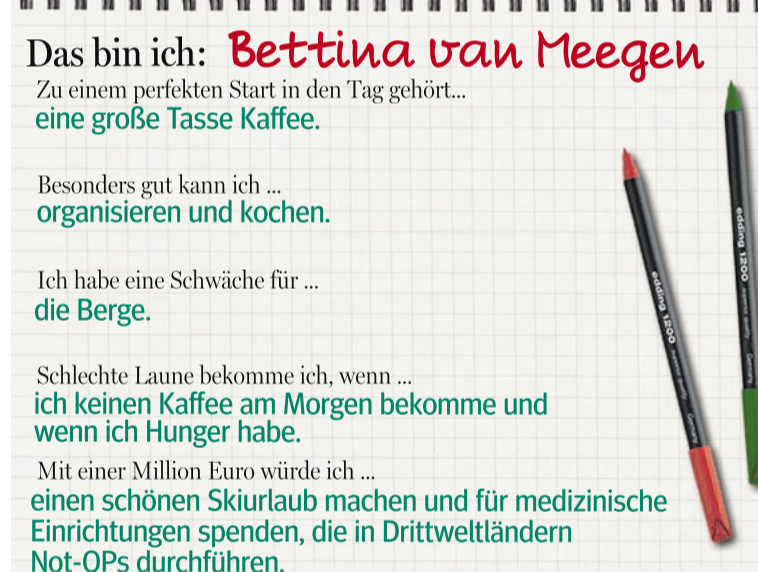 Das bin ich: Bettina van Meegen
Zu einem perfekten Start in den Tag gehört...
eine große Tasse Kaffee.
Besonders gut kann ich ...
organisieren und kochen.
Ich habe eine Schwäche für ...
die Berge.
Schlechte Laune bekomme ich, wenn ...
ich keinen Kaffee am Morgen bekomme und
wenn ich Hunger habe.
Mit einer Million Euro würde ich ...
einen schönen Skiurlaub machen und für medizinische
Einrichtungen spenden, die in Drittweltländern
Not-OPs durchführen.
edding 1200
edding 1200